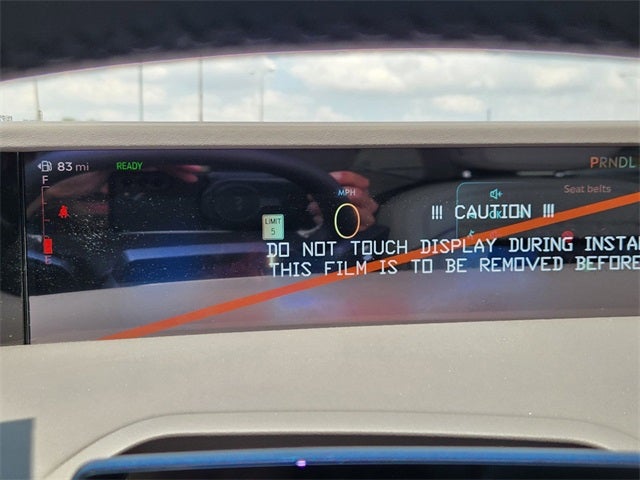 83 mi READY PRNDL
F
MPH
Seat belts
LIMIT
5
0
!!! CAUTION !!!
DO NOT TOUCH DISPLAY DURING INSTA
THIS FILM IS TO BE REMOVED BEFORE
E